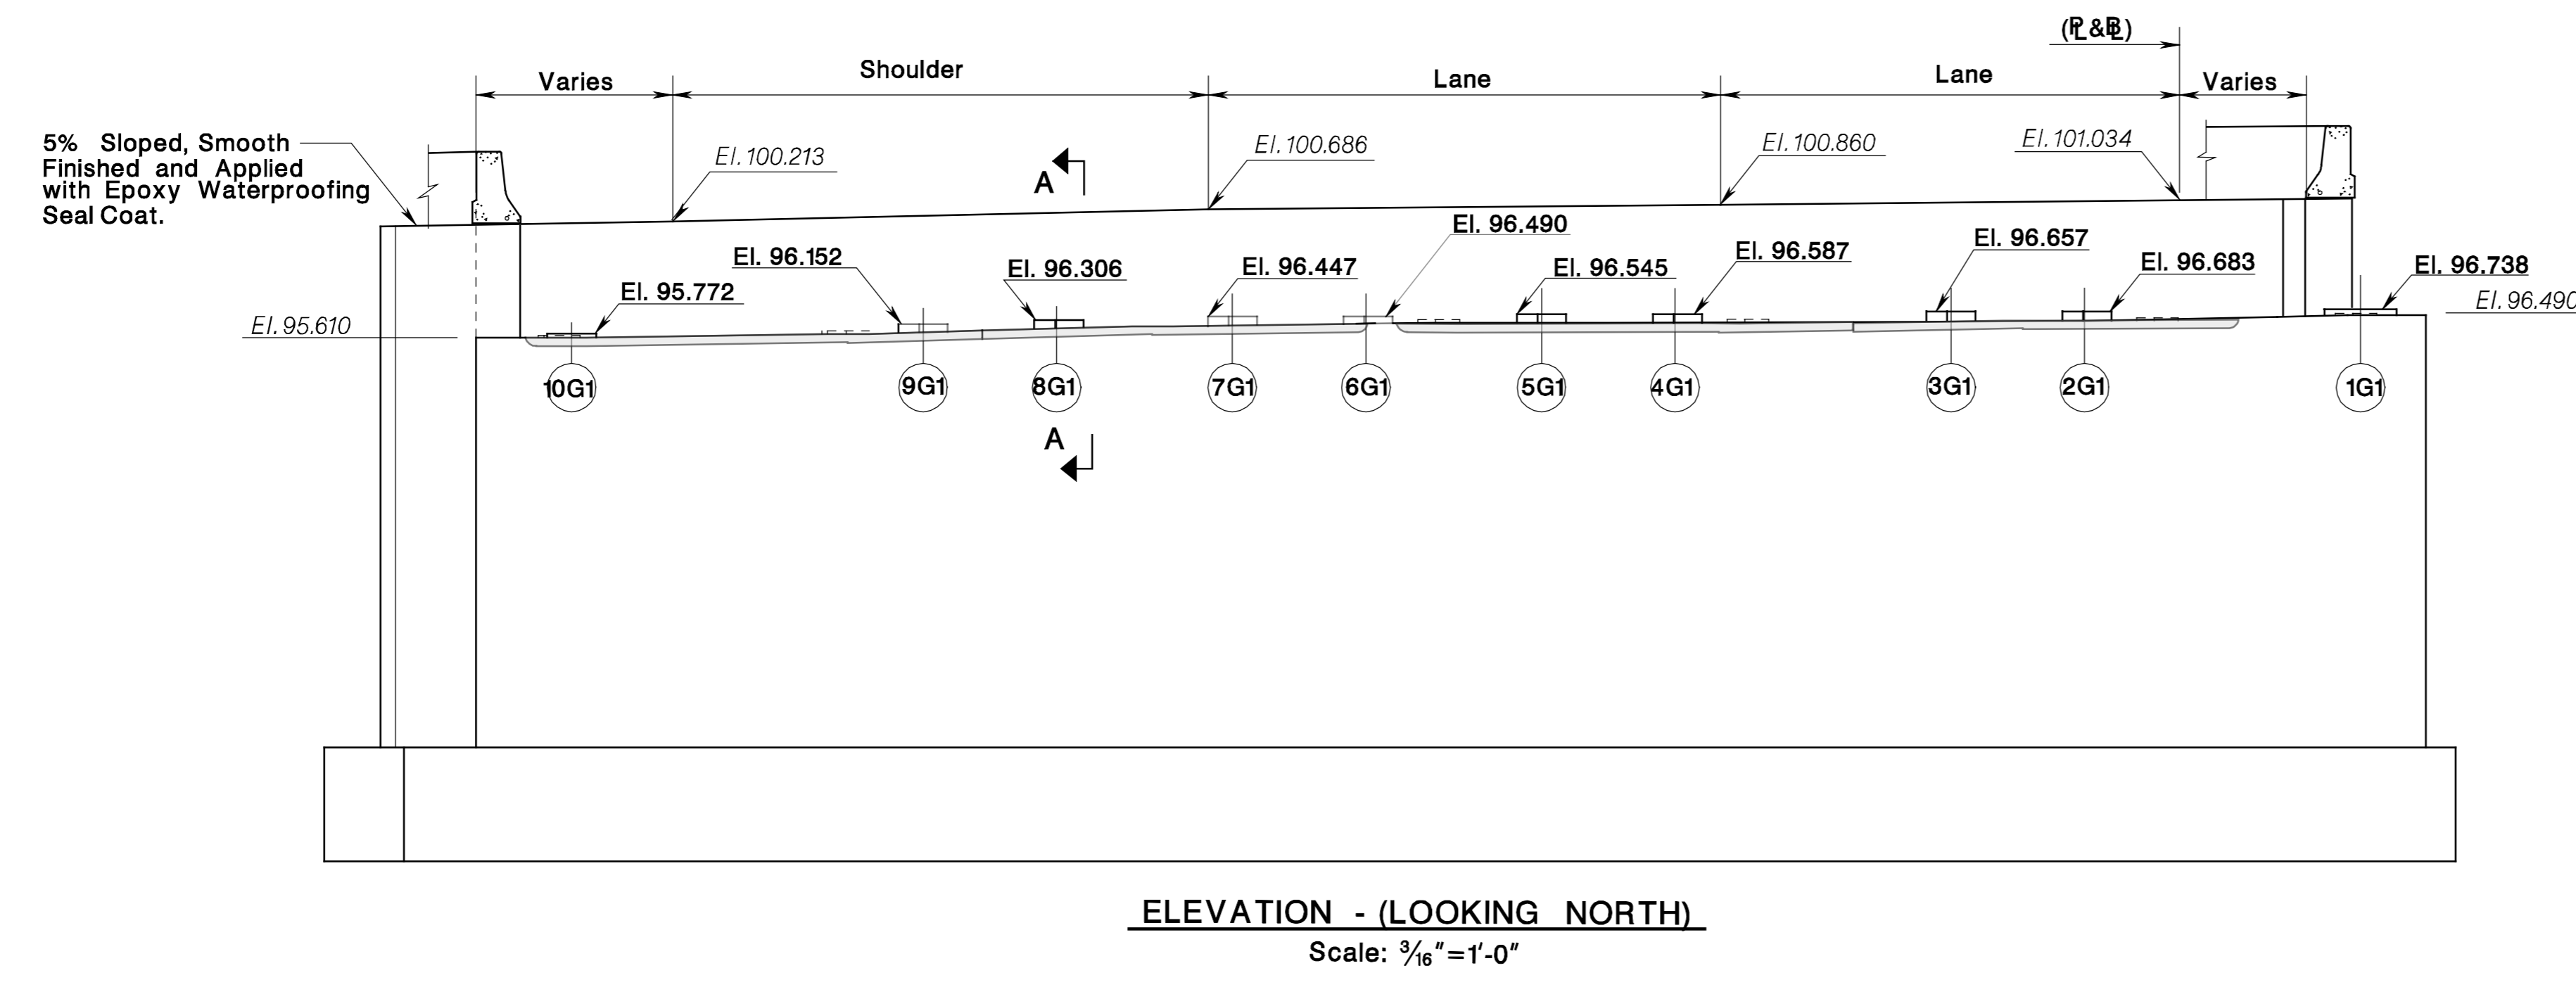 (PL & BL)
Varies
Shoulder
Lane
Lane
Varies
5% Sloped, Smooth
Finished and Applied
with Epoxy Waterproofing
Seal Coat.
El. 100.213
A
El. 100.686
El. 100.860
El. 101.034
El. 96.152
El. 96.306
El. 96.447
El. 96.490
El. 96.545
El. 96.587
El. 96.657
El. 96.683
El. 96.738
El. 95.772
El. 95.610
El. 96.490
10G1
9G1
8G1
7G1
6G1
5G1
4G1
3G1
2G1
1G1
A
ELEVATION - (LOOKING NORTH)
Scale: 3/16"=1'-0"